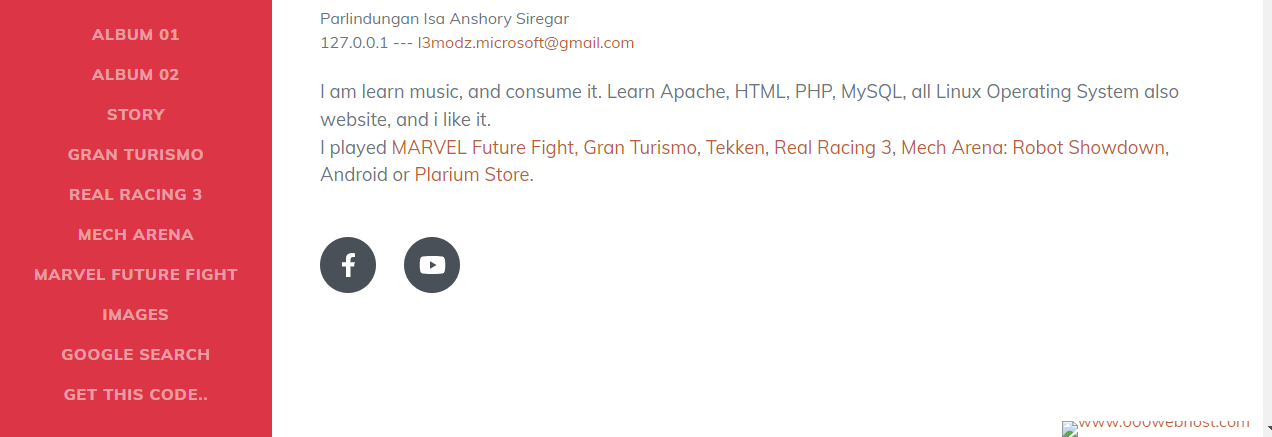 ALBUM 01
ALBUM 02
STORY
GRAN TURISMO
REAL RACING 3
MECH ARENA
MARVEL FUTURE FIGHT
IMAGES
GOOGLE SEARCH
GET THIS CODE..
Parlindungan Isa Anshory Siregar
127.0.0.1 --- l3modz.microsoft@gmail.com
I am learn music, and consume it. Learn Apache, HTML, PHP, MySQL, all Linux Operating System also
website, and i like it.
I played MARVEL Future Fight, Gran Turismo, Tekken, Real Racing 3, Mech Arena: Robot Showdown,
Android or Plarium Store.